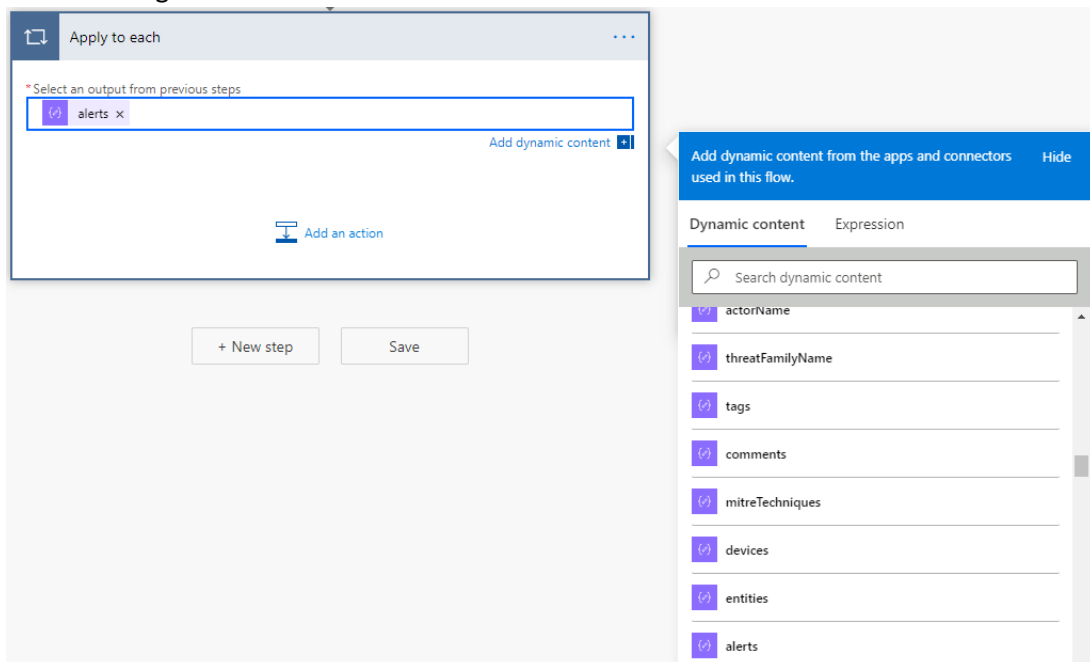 Apply to each
...
* Select an output from previous steps
alerts ×
Add dynamic content +
Add an action
+ New step
Save
Add dynamic content from the apps and connectors used in this flow.
Hide
Dynamic content
Expression
Search dynamic content
actorName
threatFamilyName
tags
comments
mitreTechniques
devices
entities
alerts